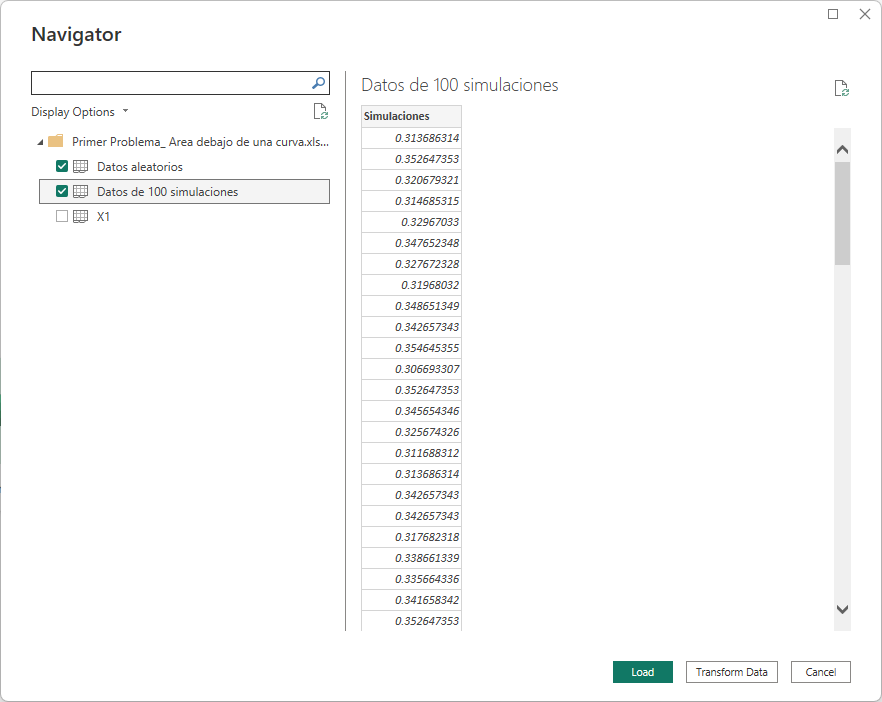 Navigator
Display Options
Primer Problema_ Area debajo de una curva.xls...
Datos aleatorios
Datos de 100 simulaciones
X1
Datos de 100 simulaciones
Simulaciones
0.313686314
0.352647353
0.320679321
0.314685315
0.32967033
0.347652348
0.327672328
0.31968032
0.348651349
0.342657343
0.354645355
0.306693307
0.352647353
0.345654346
0.325674326
0.311688312
0.313686314
0.342657343
0.342657343
0.317682318
0.338661339
0.335664336
0.341658342
0.352647353
Load
Transform Data
Cancel